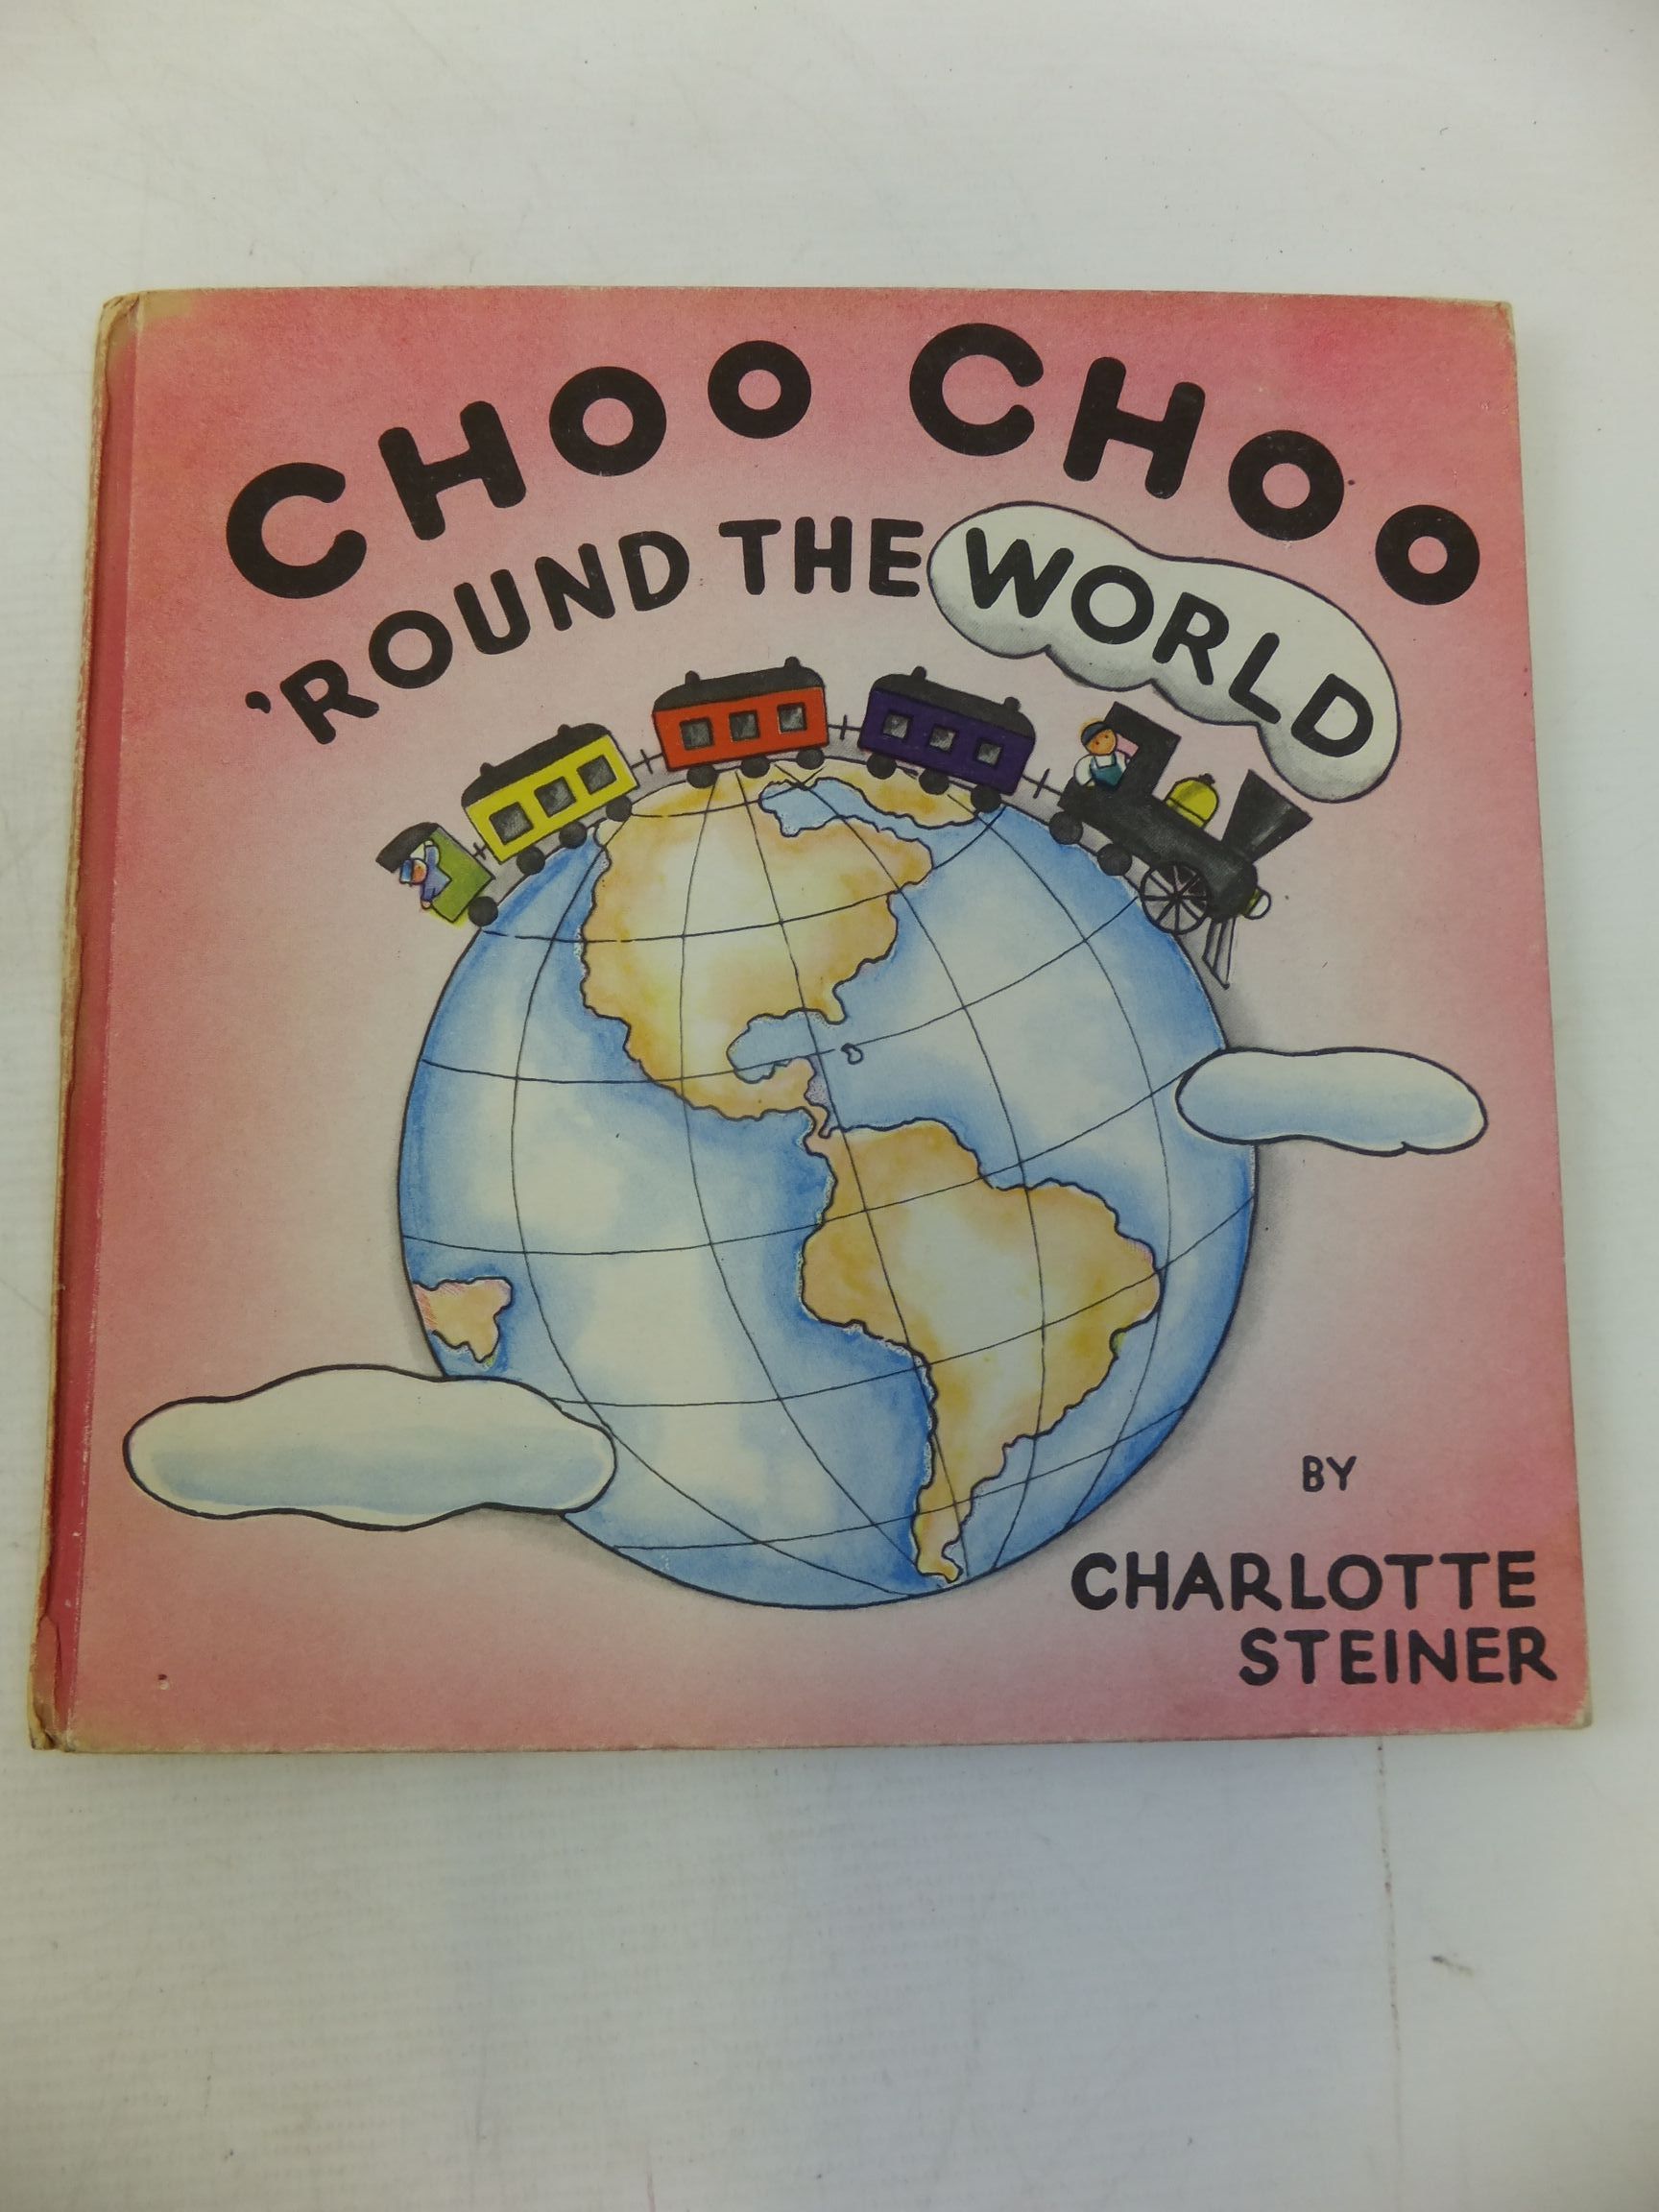 CHOO CHOO
'ROUND THE WORLD
BY
CHARLOTTE
STEINER